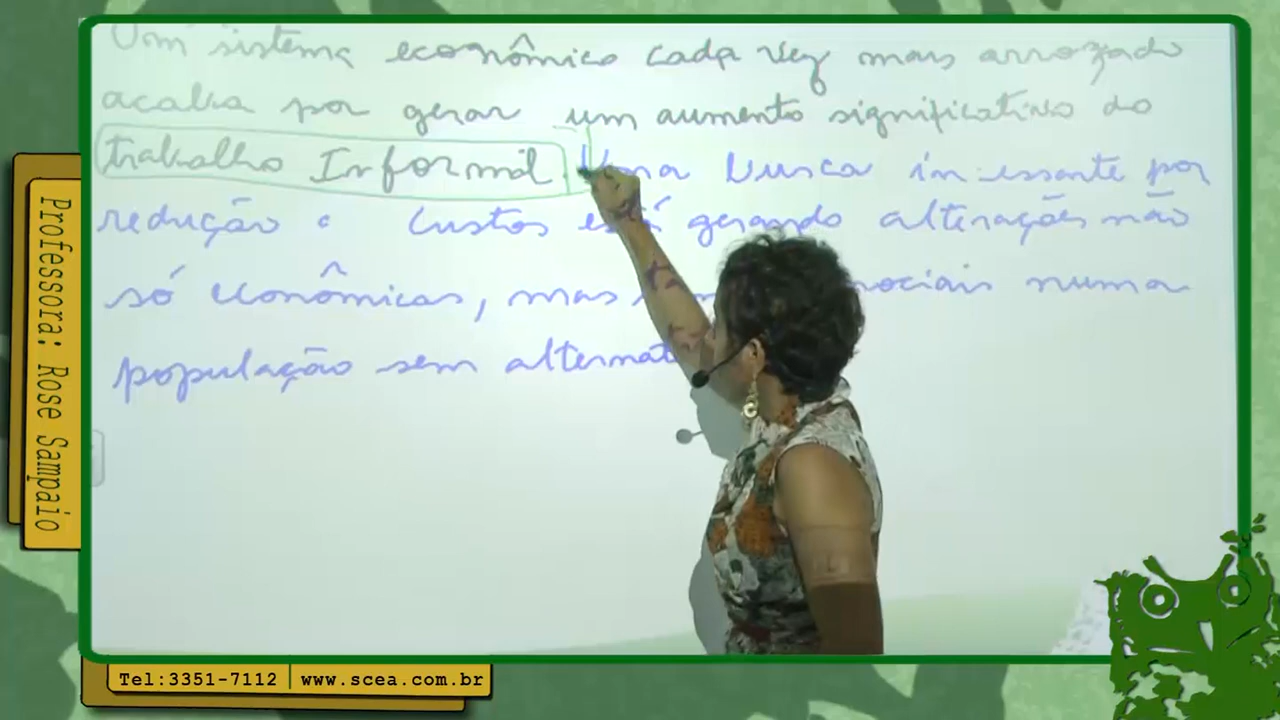 Um sistema econômico cada vez mais arrozado
acaba por gerar um aumento significativo do
trabalho Informal. Uma busca incessante por
redução e custos está gerando alterações não
só econômicas, mas sociais numa
população sem
Professora: Rose Sampaio
Tel:3351-7112 | www.scea.com.br